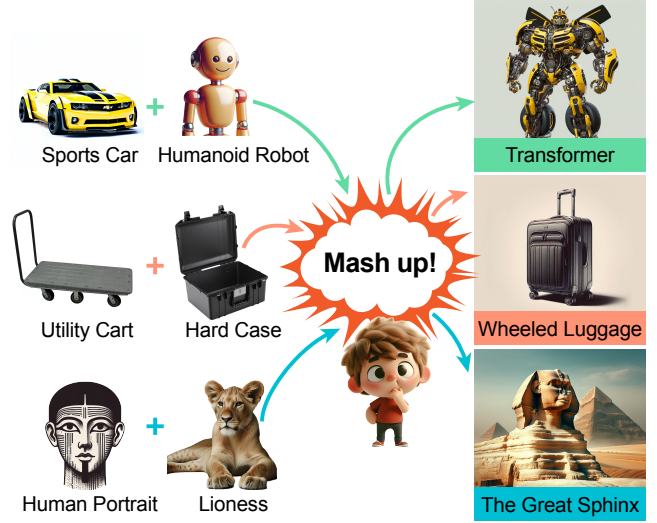 +
Sports Car
Humanoid Robot
Transformer
Mash up!
+
Utility Cart
Hard Case
Wheeled Luggage
+
Human Portrait
Lioness
The Great Sphinx